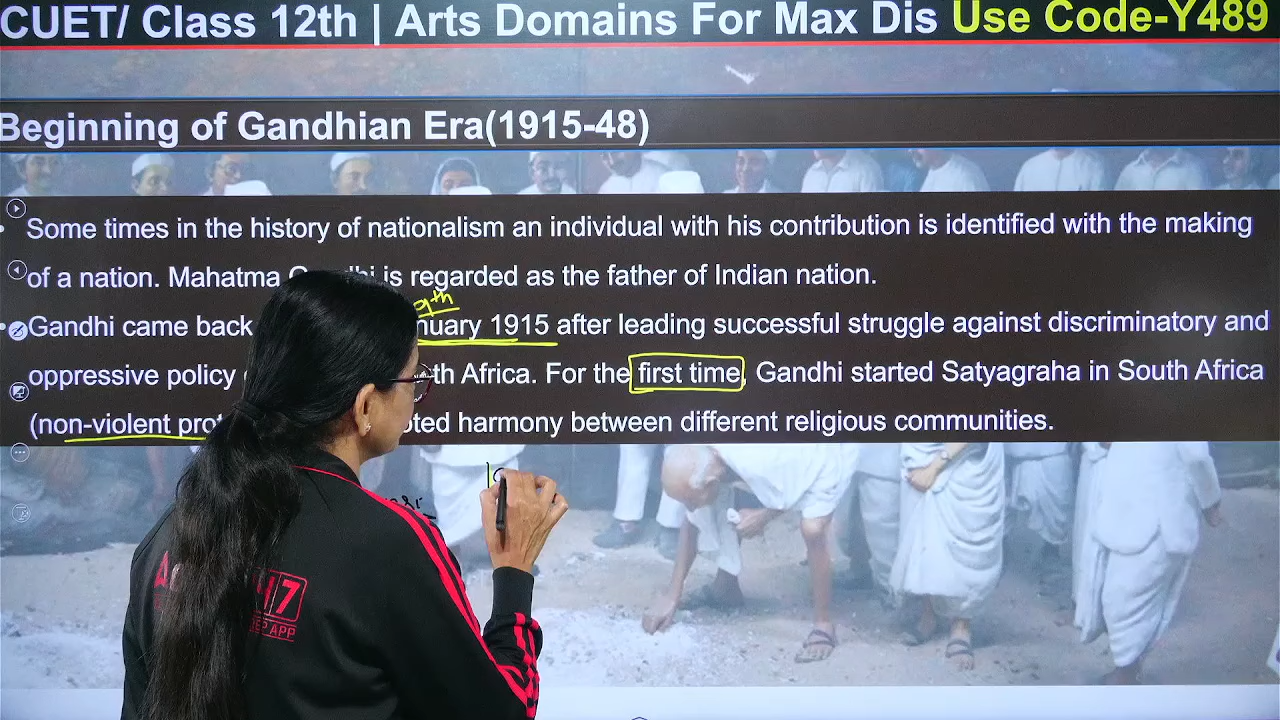 CUET/ Class 12th | Arts Domains For Max Dis Use Code-Y489
Beginning of Gandhian Era(1915-48)
Some times in the history of nationalism an individual with his contribution is identified with the making
of a nation. Mahatma is regarded as the father of Indian nation.
9th
Gandhi came back nuary 1915 after leading successful struggle against discriminatory and
oppressive policy th Africa. For the first time, Gandhi started Satyagraha in South Africa
(non-violent prot ted harmony between different religious communities.